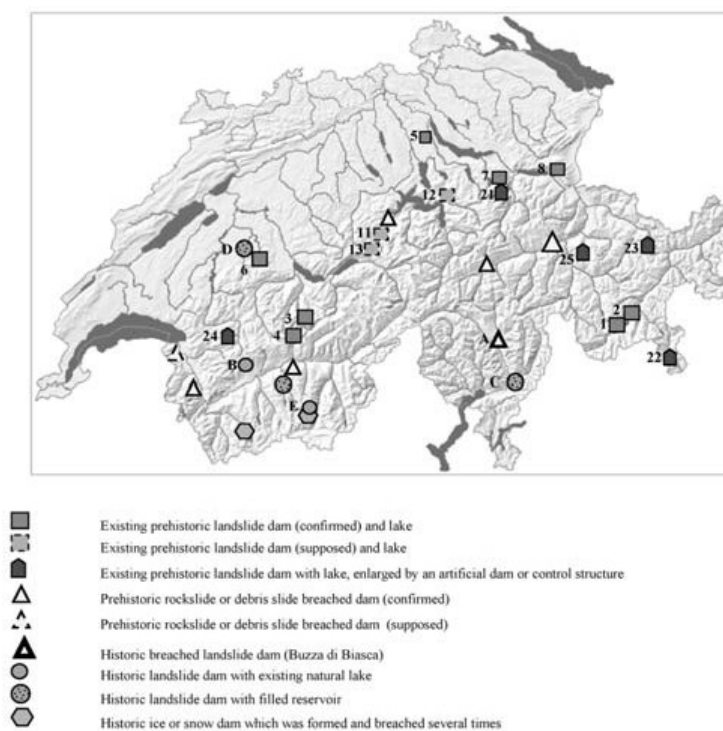 5
7
8
12
21
11
13
D
6
25
23
3
2
1
24
4
A
22
B
C
E
Existing prehistoric landslide dam (confirmed) and lake
Existing prehistoric landslide dam (supposed) and lake
Existing prehistoric landslide dam with lake, enlarged by an artificial dam or control structure
Prehistoric rockslide or debris slide breached dam (confirmed)
Prehistoric rockslide or debris slide breached dam (supposed)
Historic breached landslide dam (Buzza di Biasca)
Historic landslide dam with existing natural lake
Historic landslide dam with filled reservoir
Historic ice or snow dam which was formed and breached several times